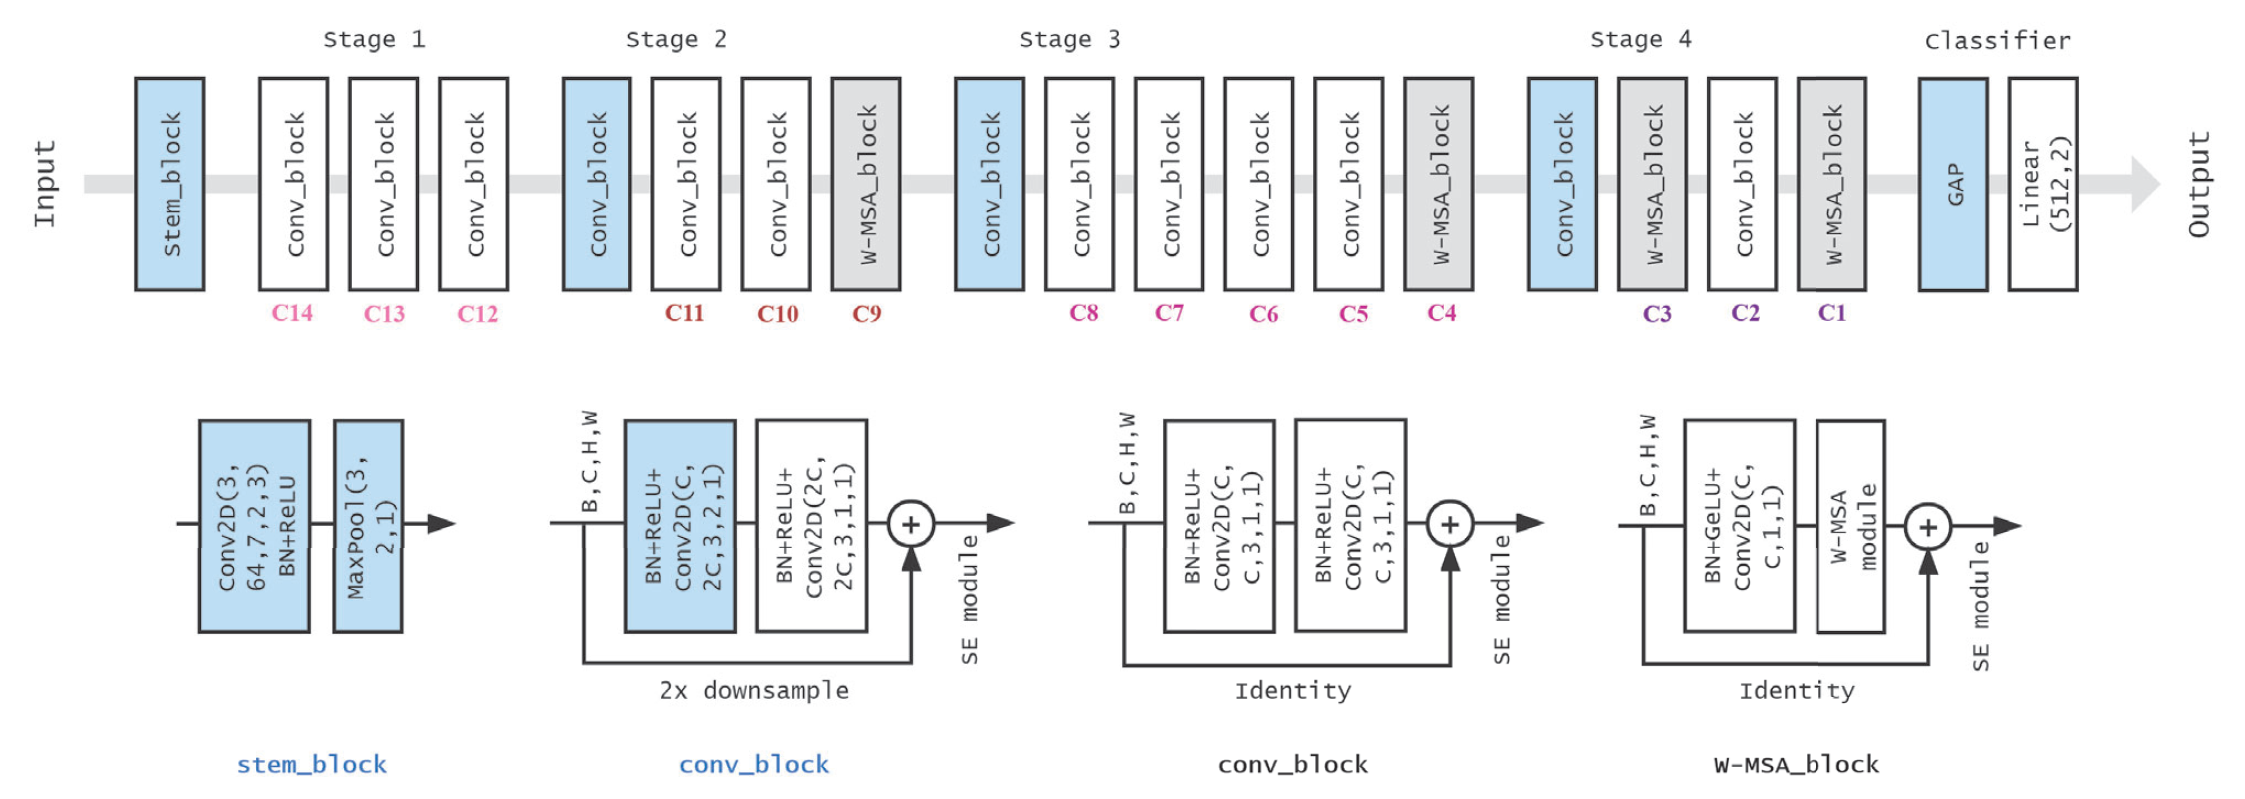 Stage 1
Stage 2
Stage 3
Stage 4
Classifier
Input
stem_block
Conv_block
Conv_block
Conv_block
Conv_block
Conv_block
Conv_block
W-MSA_block
Conv_block
Conv_block
Conv_block
Conv_block
Conv_block
W-MSA_block
Conv_block
W-MSA_block
Conv_block
W-MSA_block
GAP
Linear
(512,2)
Output
C14
C13
C12
C11
C10
C9
C8
C7
C6
C5
C4
C3
C2
C1
Conv2D(3,
64,7,2,3)
BN+ReLU
MaxPool(3,
2,1)
stem_block
B,C,H,W
BN+ReLU+
Conv2D(C,
2C,3,2,1)
BN+ReLU+
Conv2D(2C,
2C,3,1,1)
+
SE module
2x downsample
conv_block
B,C,H,W
BN+ReLU+
Conv2D(C,
C,3,1,1)
BN+ReLU+
Conv2D(C,
C,3,1,1)
+
SE module
Identity
conv_block
B,C,H,W
BN+GeLU+
Conv2D(C,
C,1,1)
W-MSA
module
+
SE module
Identity
W-MSA_block